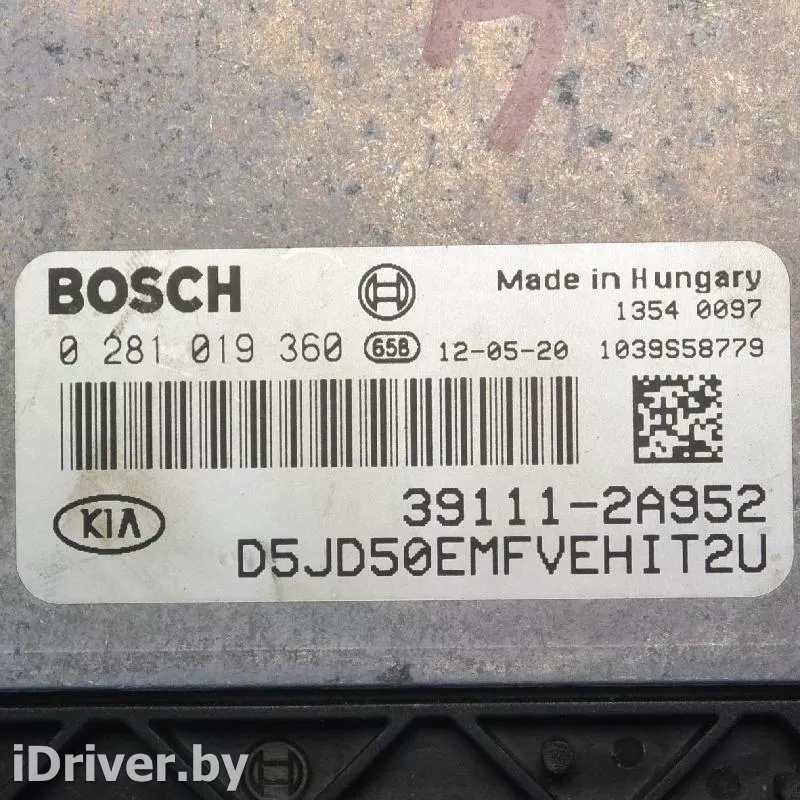 BOSCH
Made in Hungary
1354 0097
0 281 019 360 658 12-05-20 1039S58779
KIA
39111-2A952
D5JD50EMFVEHIT2U
iDriver.by